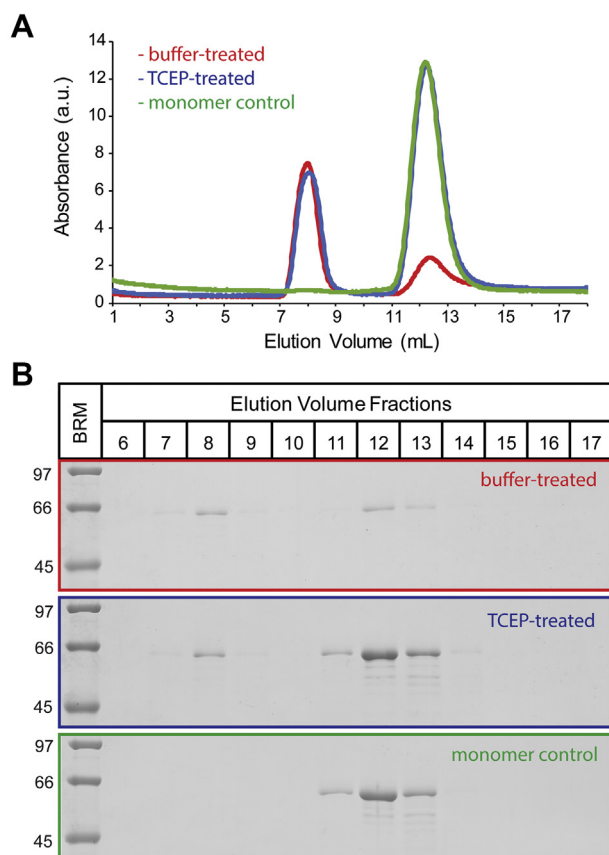 A
14
12
10
8
6
4
2
0
Absorbance (a.u.)
- buffer-treated
- TCEP-treated
- monomer control
1 3 5 7 9 11 13 15 17
Elution Volume (mL)
B
BRM
Elution Volume Fractions
6 7 8 9 10 11 12 13 14 15 16 17
97
66
45
buffer-treated
97
66
45
TCEP-treated
97
66
45
monomer control